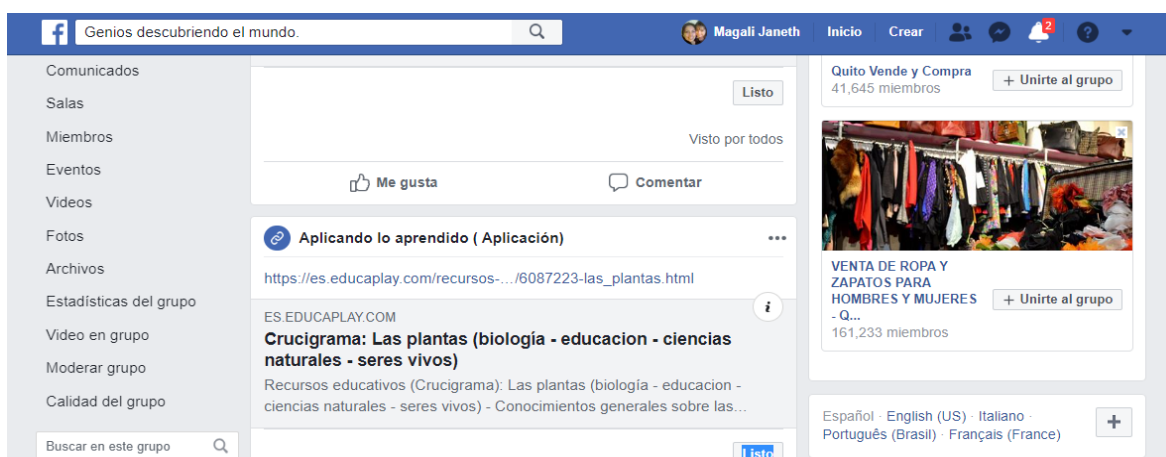 Genios descubriendo el mundo.
Magali Janeth
Inicio
Crear
2
Comunicados
Salas
Miembros
Eventos
Videos
Fotos
Archivos
Estadísticas del grupo
Video en grupo
Moderar grupo
Calidad del grupo
Buscar en este grupo
Listo
Visto por todos
Me gusta
Comentar
Aplicando lo aprendido ( Aplicación)
https://es.educaplay.com/recursos-.../6087223-las_plantas.html
ES.EDUCAPLAY.COM
Crucigrama: Las plantas (biología - educacion - ciencias
naturales - seres vivos)
Recursos educativos (Crucigrama): Las plantas (biología - educacion -
ciencias naturales - seres vivos) - Conocimientos generales sobre las...
Listo
Quito Vende y Compra
41,645 miembros
+ Unirte al grupo
VENTA DE ROPA Y
ZAPATOS PARA
HOMBRES Y MUJERES
- Q...
161,233 miembros
+ Unirte al grupo
Español · English (US) · Italiano ·
Português (Brasil) · Français (France)